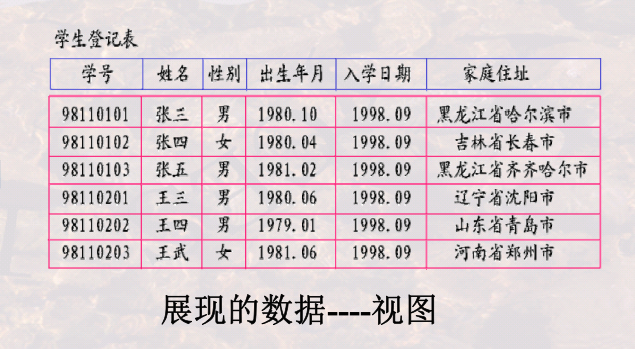 学生登记表
学号 姓名 性别 出生年月 入学日期 家庭住址
98110101 张三 男 1980.10 1998.09 黑龙江省哈尔滨市
98110102 张四 女 1980.04 1998.09 吉林省长春市
98110103 张五 男 1981.02 1998.09 黑龙江省齐齐哈尔市
98110201 王三 男 1980.06 1998.09 辽宁省沈阳市
98110202 王四 男 1979.01 1998.09 山东省青岛市
98110203 王武 女 1981.06 1998.09 河南省郑州市
展现的数据----视图